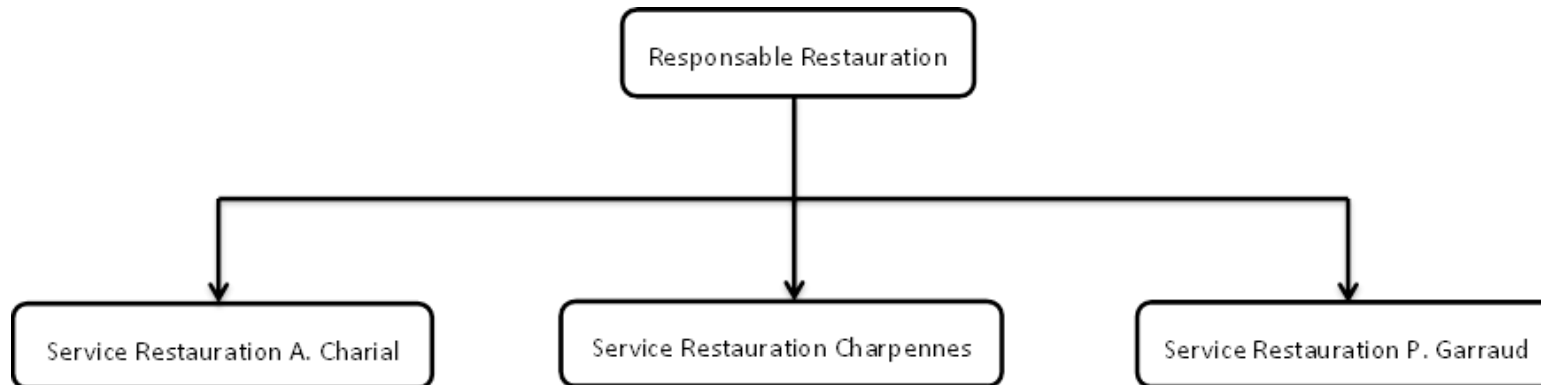 Responsable Restauration
Service Restauration A. Charial
Service Restauration Charpennes
Service Restauration P. Garraud